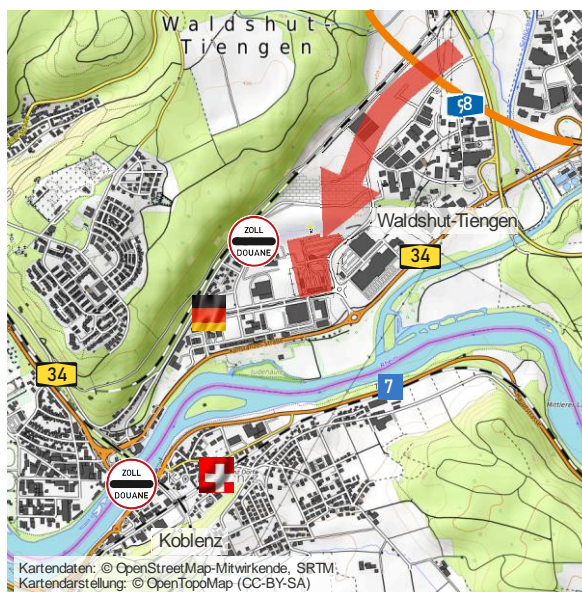 Waldshut-
Tiengen
98
ZOLL
DOUANE
Waldshut-Tiengen
34
34
7
ZOLL
DOUANE
Koblenz
Kartendaten: © OpenStreetMap-Mitwirkende, SRTM
Kartendarstellung: © OpenTopoMap (CC-BY-SA)